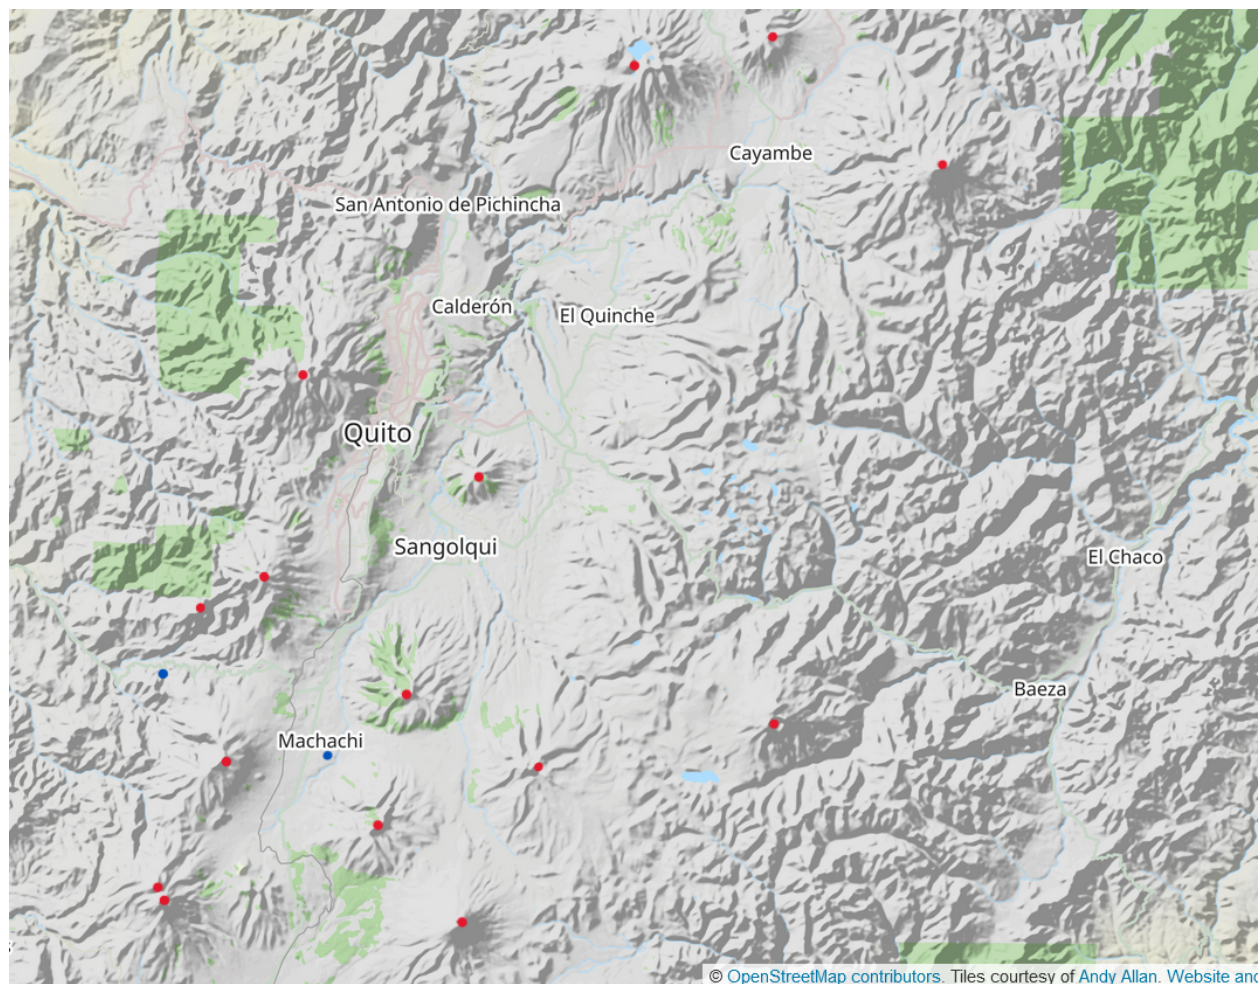 Cayambe
San Antonio de Pichincha
Calderón
El Quinche
Quito
Sangolqui
El Chaco
Baeza
Machachi
© OpenStreetMap contributors. Tiles courtesy of Andy Allan. Website and